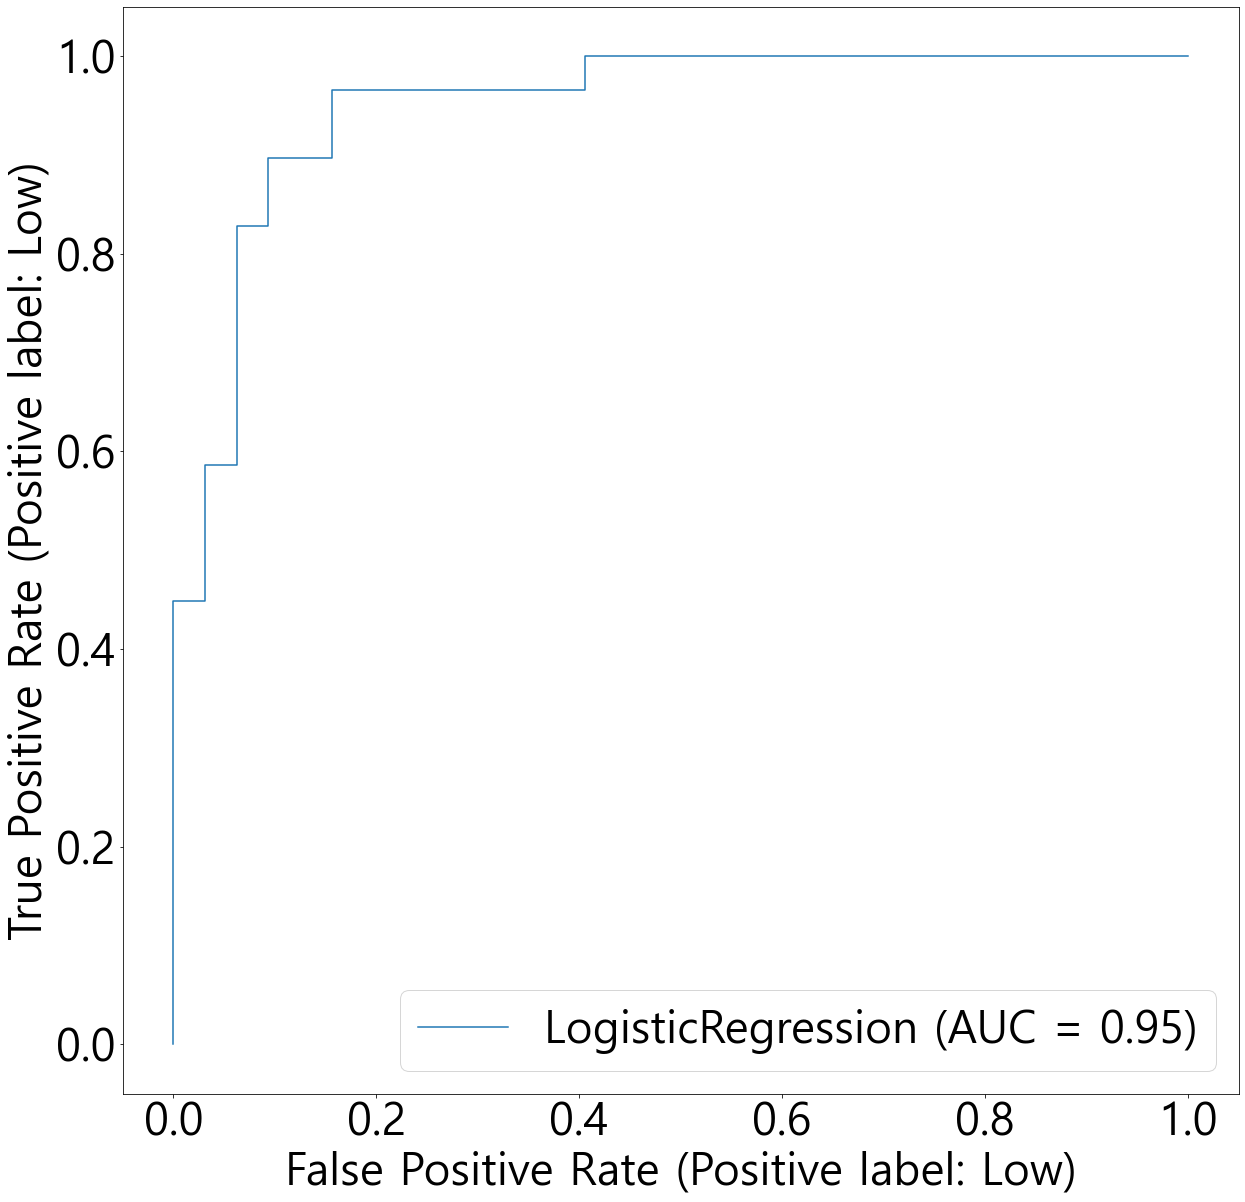 True Positive Rate (Positive label: Low)
1.0
0.8
0.6
0.4
0.2
0.0
LogisticRegression (AUC = 0.95)
0.0 0.2 0.4 0.6 0.8 1.0
False Positive Rate (Positive label: Low)